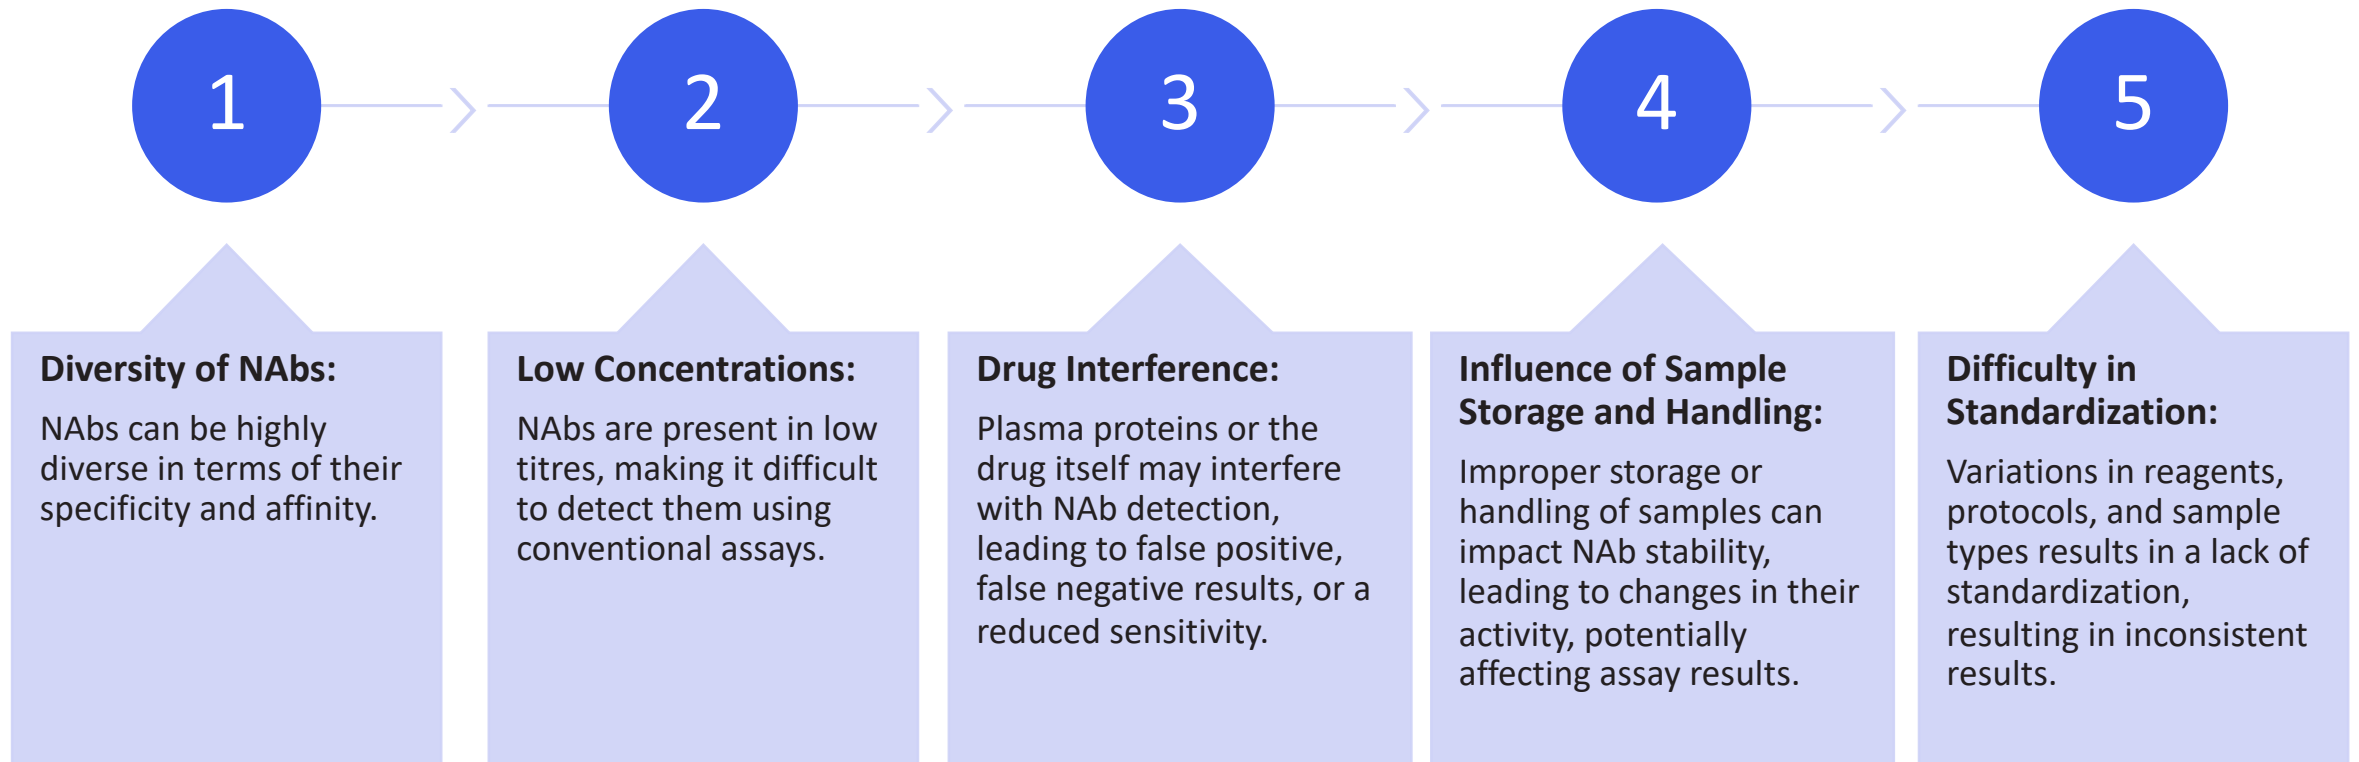 1
2
3
4
5
Diversity of NAbs:
NAbs can be highly
diverse in terms of their
specificity and affinity.
Low Concentrations:
NAbs are present in low
titres, making it difficult
to detect them using
conventional assays.
Drug Interference:
Plasma proteins or the
drug itself may interfere
with NAb detection,
leading to false positive,
false negative results, or a
reduced sensitivity.
Influence of Sample
Storage and Handling:
Improper storage or
handling of samples can
impact NAb stability,
leading to changes in their
activity, potentially
affecting assay results.
Difficulty in
Standardization:
Variations in reagents,
protocols, and sample
types results in a lack of
standardization,
resulting in inconsistent
results.